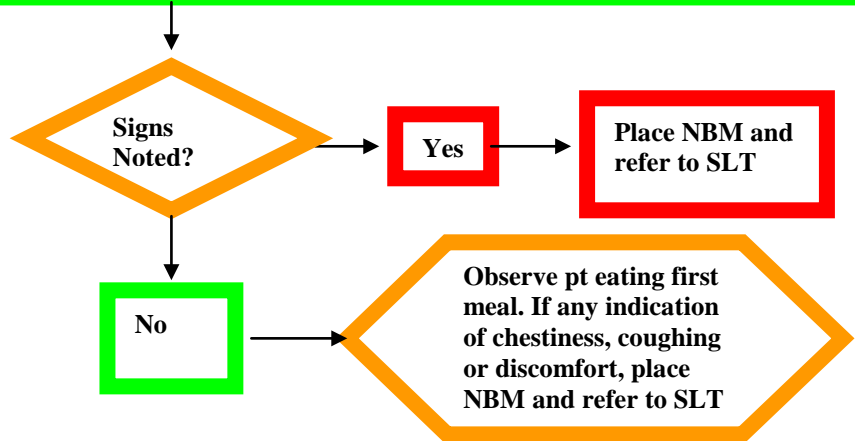 Signs
Noted?
Yes
Place NBM and
refer to SLT
No
Observe pt eating first
meal. If any indication
of chestiness, coughing
or discomfort, place
NBM and refer to SLT